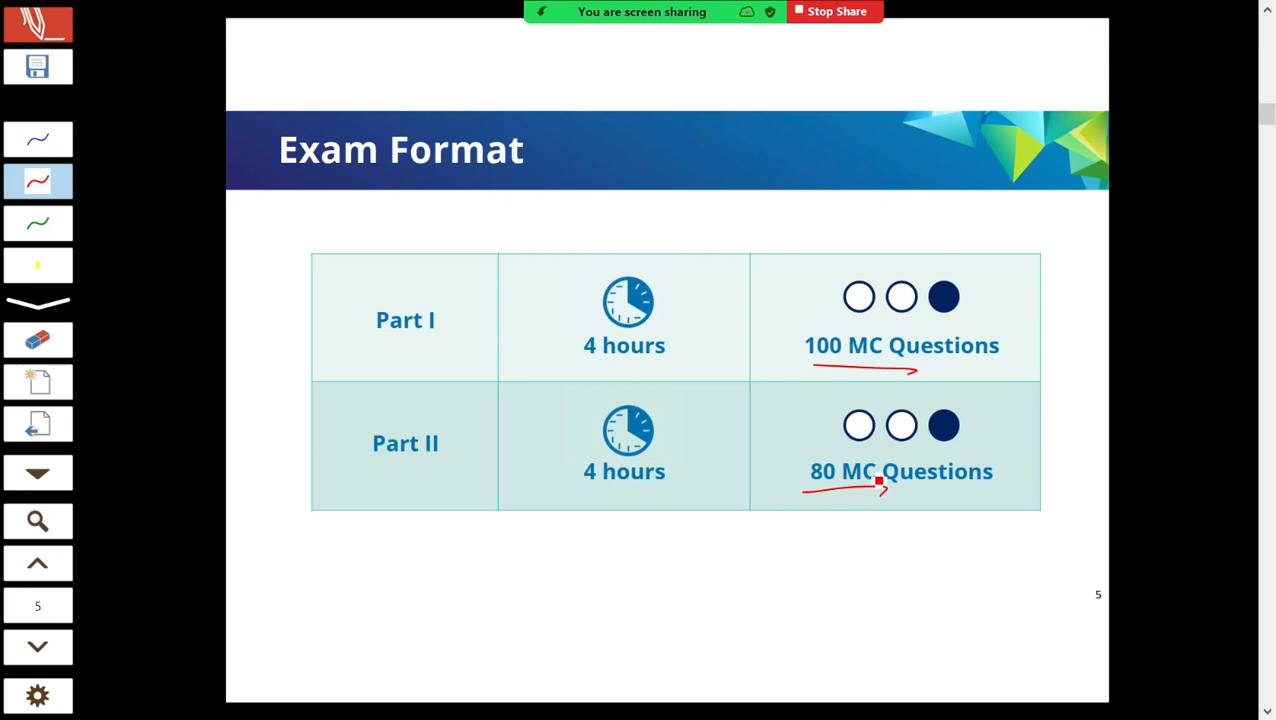 You are screen sharing
Stop Share
Exam Format
Part I
4 hours
100 MC Questions
Part II
4 hours
80 MC Questions
5
5